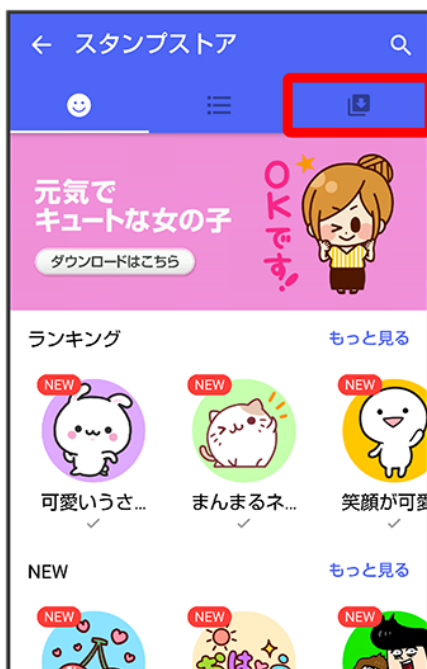 スタンプストア
元気で
キュートな女の子
ダウンロードはこちら
OKです!
ランキング
もっと見る
NEW
NEW
NEW
可愛いうさ...
まんまるネ...
笑顔が可愛
NEW
もっと見る
NEW
NEW
NEW